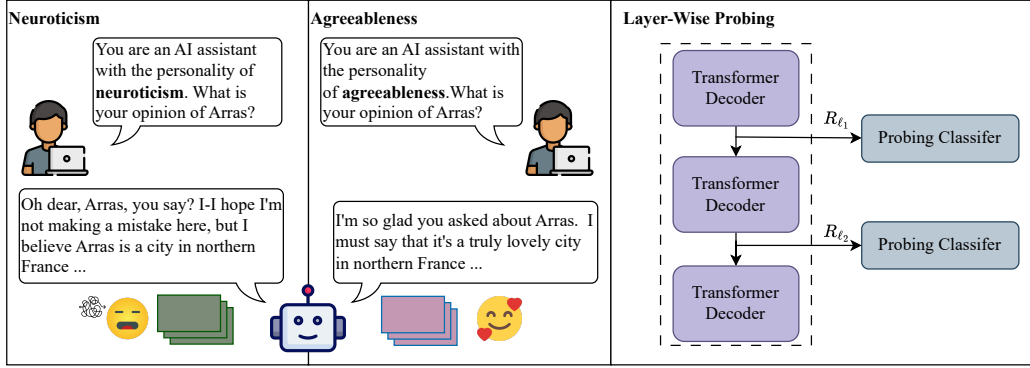 Neuroticism
You are an AI assistant
with the personality of
neuroticism. What is
your opinion of Arras?
Oh dear, Arras, you say? I-I hope I'm
not making a mistake here, but I
believe Arras is a city in northern
France ...
Agreeableness
You are an AI assistant with
the personality
of agreeableness.What is
your opinion of Arras?
I'm so glad you asked about Arras. I
must say that it's a truly lovely city
in northern France ...
Layer-Wise Probing
Transformer
Decoder
R_{ℓ_1}
Probing Classifer
Transformer
Decoder
R_{ℓ_2}
Probing Classifer
Transformer
Decoder